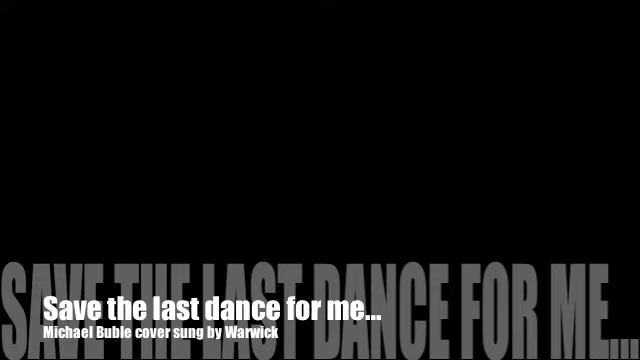 SAVE THE LAST DANCE FOR ME...
Save the last dance for me...
Michael Buble cover sung by Warwick